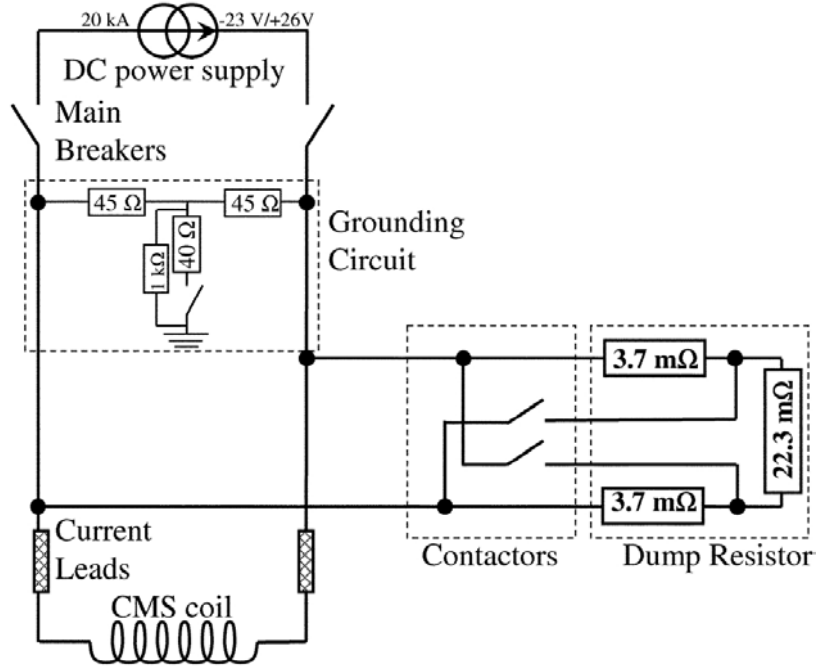 20 kA -23 V/+26V
DC power supply
Main
Breakers
45 Ω 45 Ω
1 kΩ
40 Ω
Grounding
Circuit
3.7 mΩ
22.3 mΩ
3.7 mΩ
Current
Leads
Contactors
Dump Resistor
CMS coil